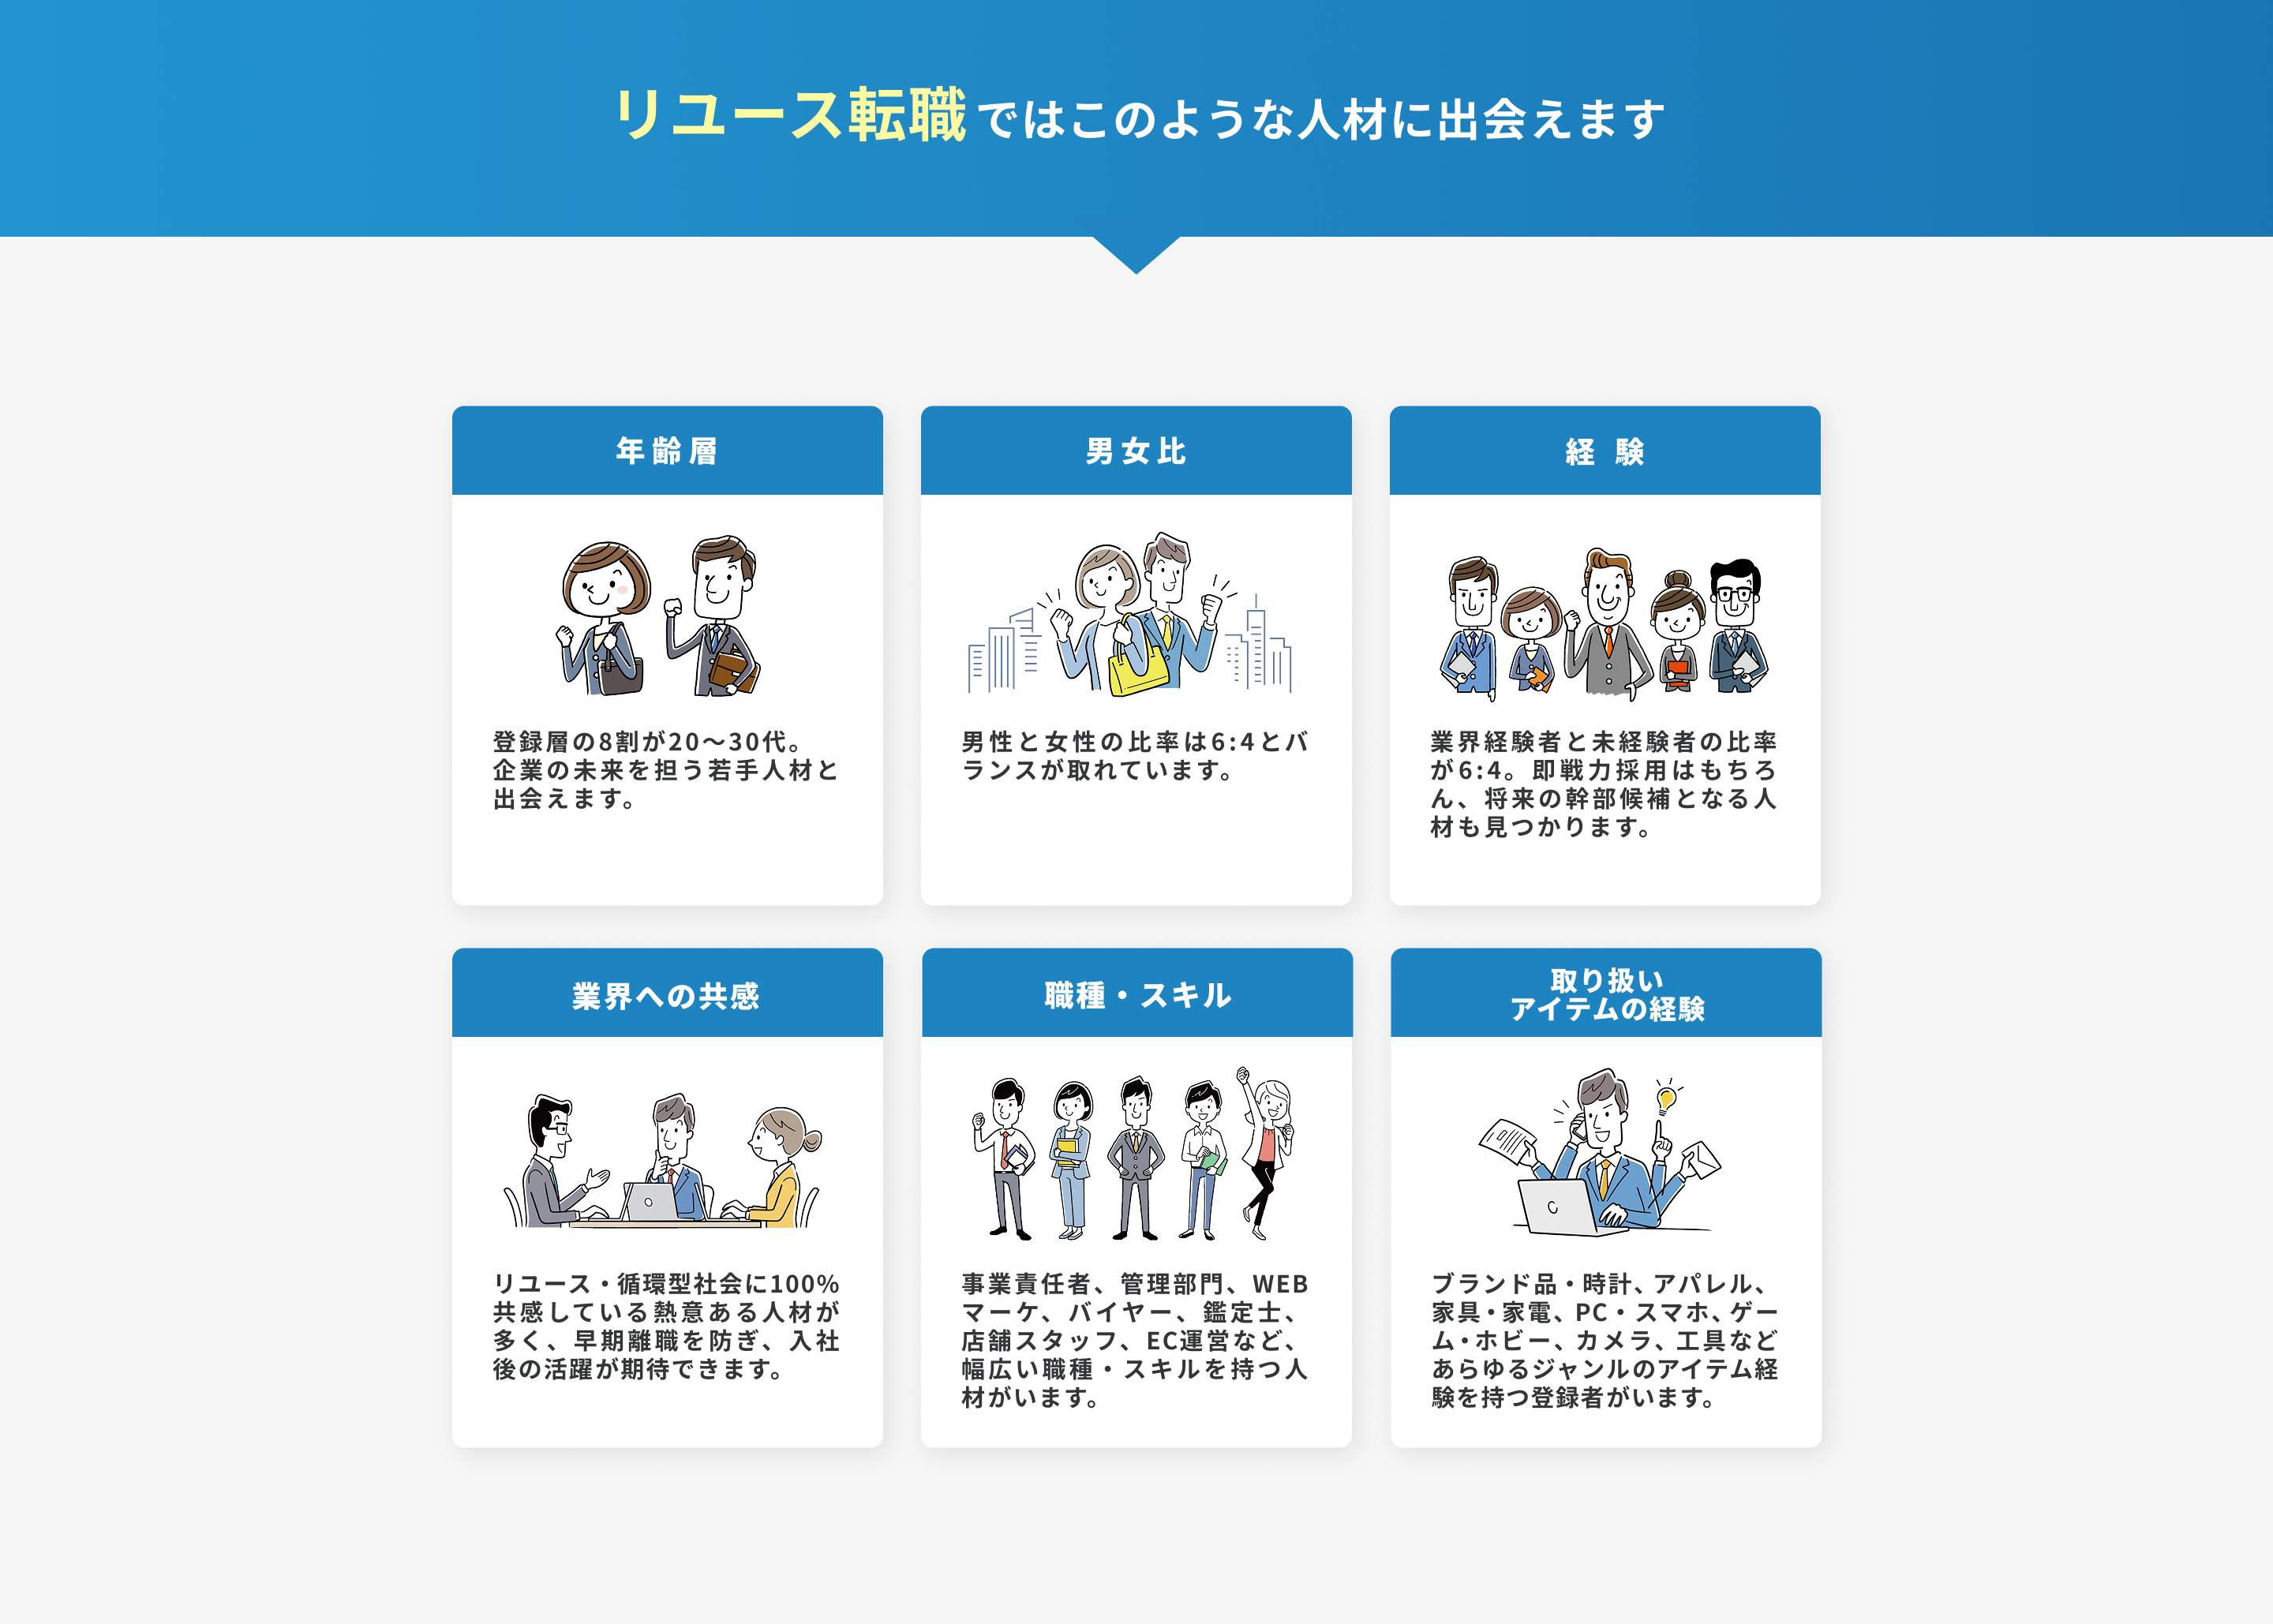 リユース転職ではこのような人材に出会えます
年齢層
登録層の8割が20〜30代。
企業の未来を担う若手人材と
出会えます。
男女比
男性と女性の比率は6:4とバ
ランスが取れています。
経 験
業界経験者と未経験者の比率
が6:4。即戦力採用はもちろ
ん、将来の幹部候補となる人
材も見つかります。
業界への共感
リユース・循環型社会に100%
共感している熱意ある人材が
多く、早期離職を防ぎ、入社
後の活躍が期待できます。
職種・スキル
事業責任者、管理部門、WEB
マーケ、バイヤー、鑑定士、
店舗スタッフ、EC運営など、
幅広い職種・スキルを持つ人
材がいます。
取り扱い
アイテムの経験
ブランド品・時計、アパレル、
家具・家電、PC・スマホ、ゲー
ム・ホビー、カメラ、工具など
あらゆるジャンルのアイテム経
験を持つ登録者がいます。